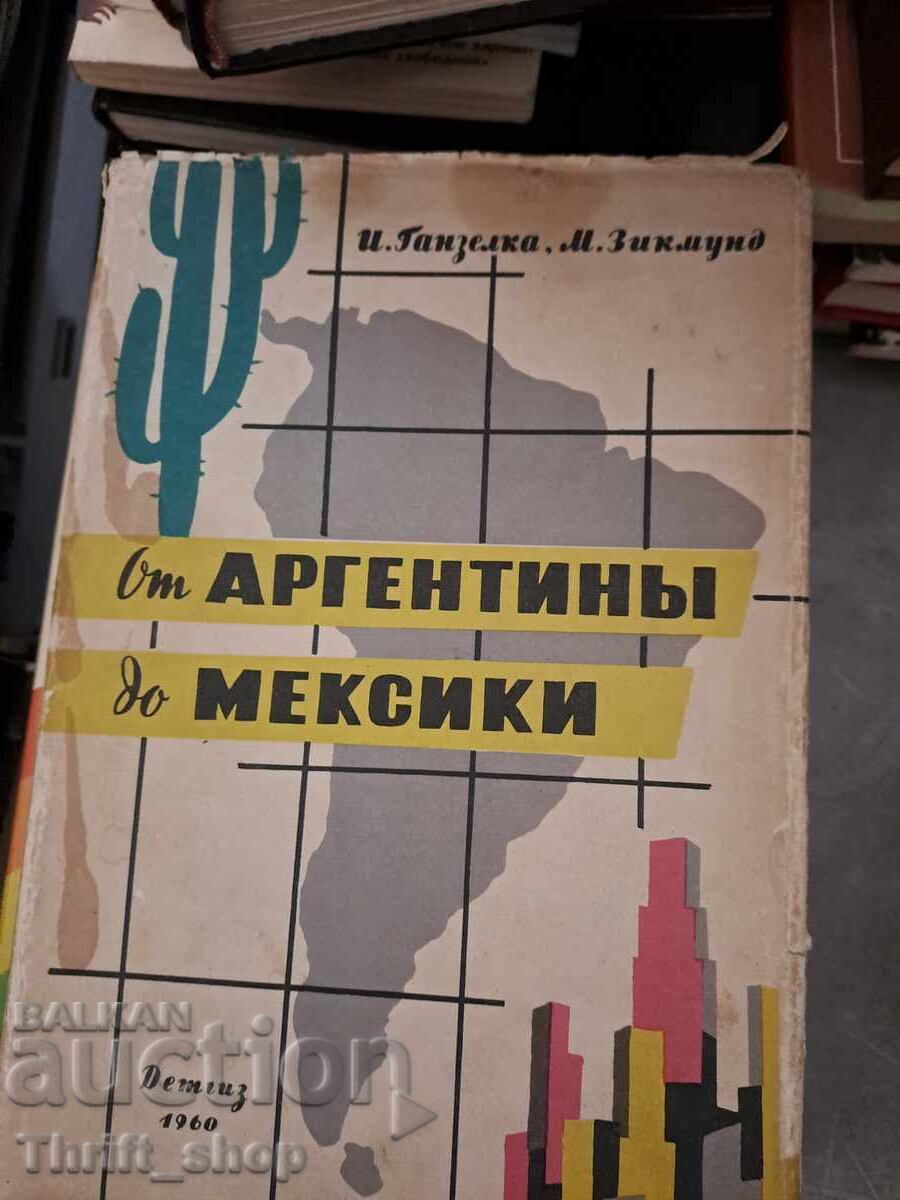 И. Ганзелка, М. Зикмунд
От АРГЕНТИНЫ
до МЕКСИКИ
Детгиз
1960
BALKAN
auction
Thrift_shop